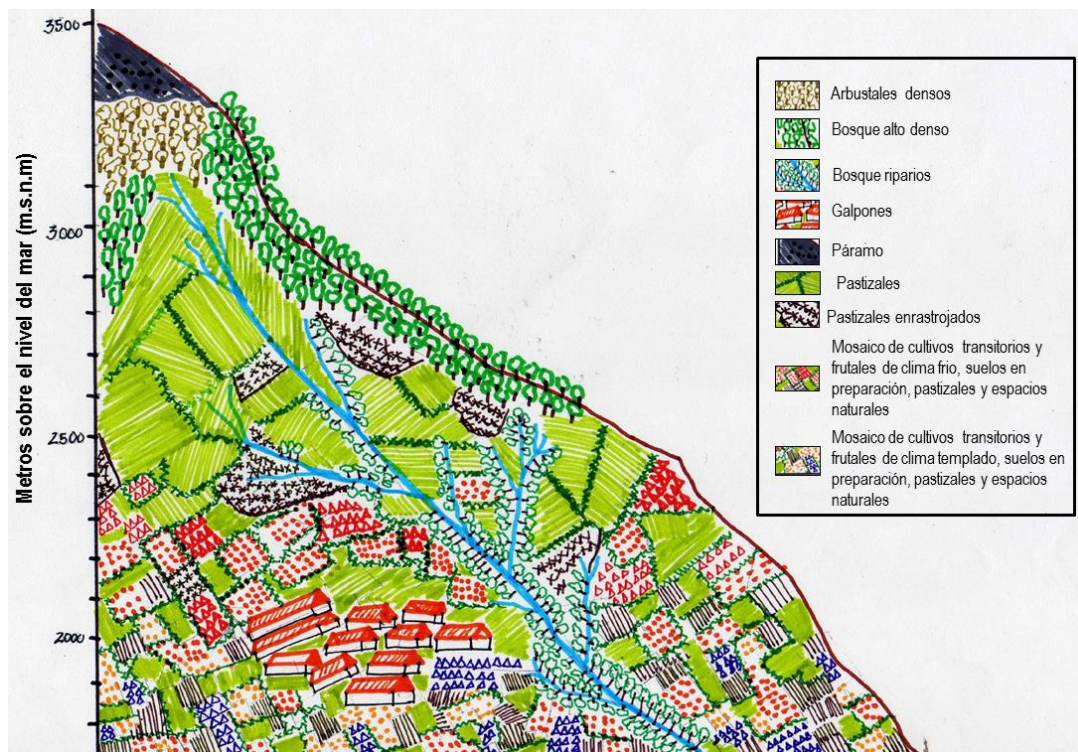 3500
3000
2500
2000
Metros sobre el nivel del mar (m.s.n.m)
Arbustales densos
Bosque alto denso
Bosque riparios
Galpones
Páramo
Pastizales
Pastizales enrastrojados
Mosaico de cultivos transitorios y
frutales de clima frio, suelos en
preparación, pastizales y espacios
naturales
Mosaico de cultivos transitorios y
frutales de clima templado, suelos en
preparación, pastizales y espacios
naturales